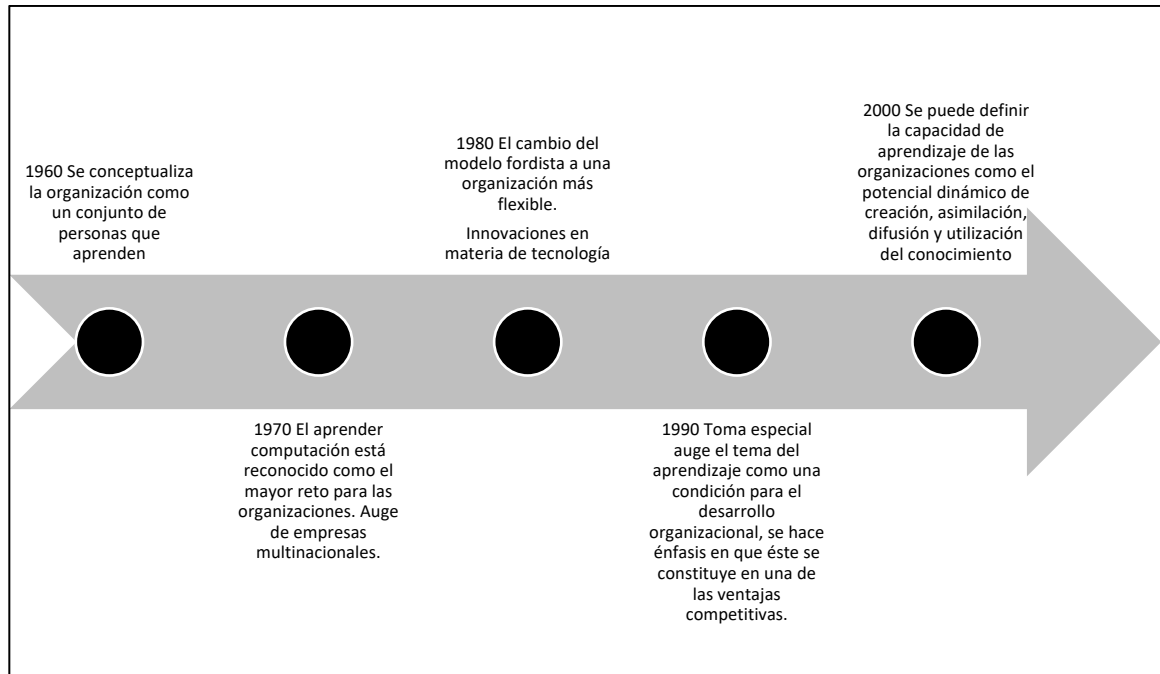 1960 Se conceptualiza
la organización como
un conjunto de
personas que
aprenden
1970 El aprender
computación está
reconocido como el
mayor reto para las
organizaciones. Auge
de empresas
multinacionales.
1980 El cambio del
modelo fordista a una
organización más
flexible.
Innovaciones en
materia de tecnología
1990 Toma especial
auge el tema del
aprendizaje como una
condición para el
desarrollo
organizacional, se hace
énfasis en que éste se
constituye en una de
las ventajas
competitivas.
2000 Se puede definir
la capacidad de
aprendizaje de las
organizaciones como el
potencial dinámico de
creación, asimilación,
difusión y utilización
del conocimiento